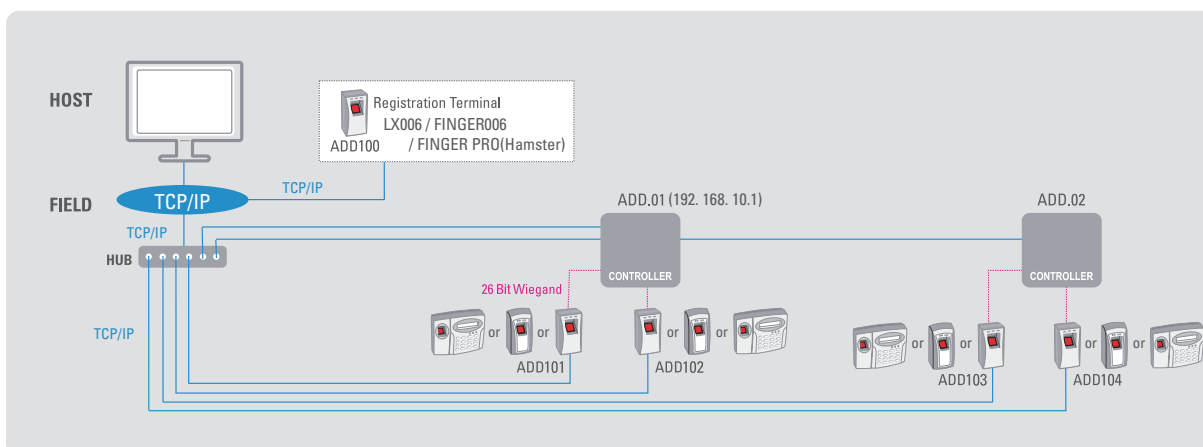 HOST
Registration Terminal
LX006 / FINGER006
ADD100
/ FINGER PRO(Hamster)
FIELD
TCP/IP
TCP/IP
ADD.01 (192. 168. 10.1)
ADD.02
TCP/IP
HUB
CONTROLLER
CONTROLLER
26 Bit Wiegand
TCP/IP
or
or
or
or
or
or
or
or
ADD101
ADD102
ADD103
ADD104